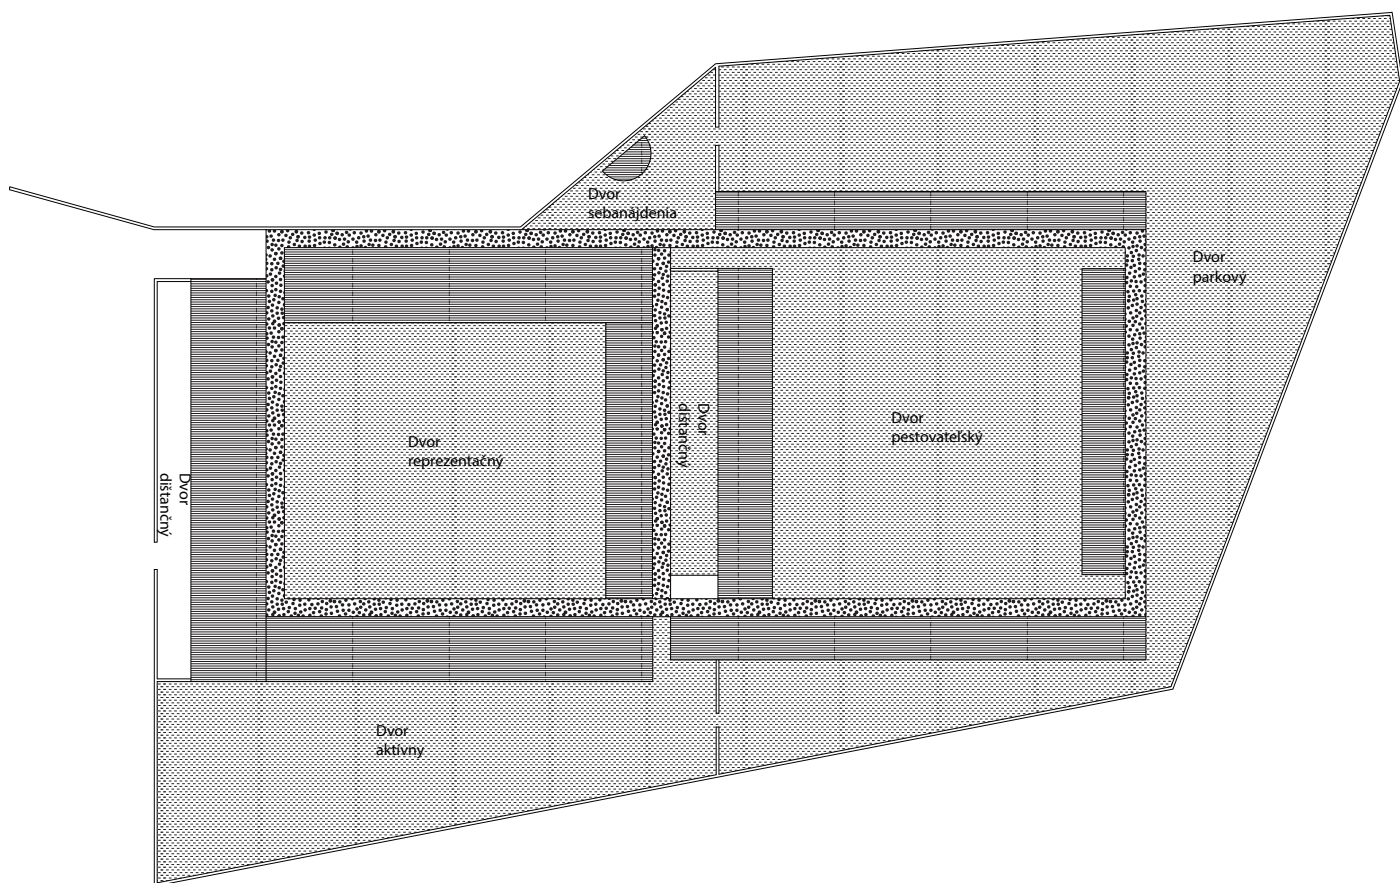 Dvor
sebanájdenia
Dvor
parkový
Dvor
dištančný
Dvor
pestovateľský
Dvor
reprezentačný
Dvor
dištančný
Dvor
aktívny